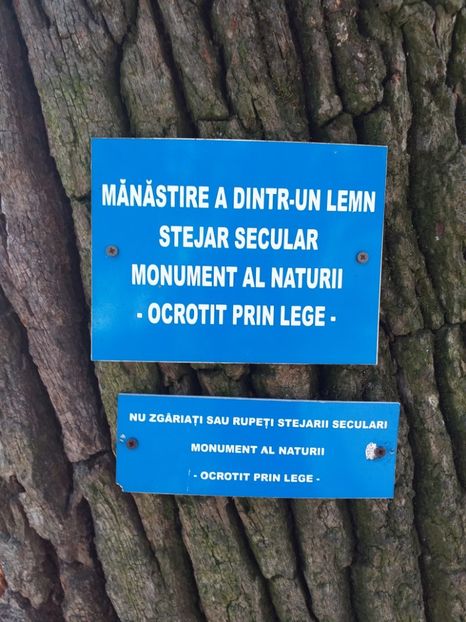 MĂNĂSTIRE A DINTR-UN LEMN
STEJAR SECULAR
MONUMENT AL NATURII
- OCROTIT PRIN LEGE -
NU ZGÂRIAȚI SAU RUPEȚI STEJARII SECULARI
MONUMENT AL NATURII
- OCROTIT PRIN LEGE -